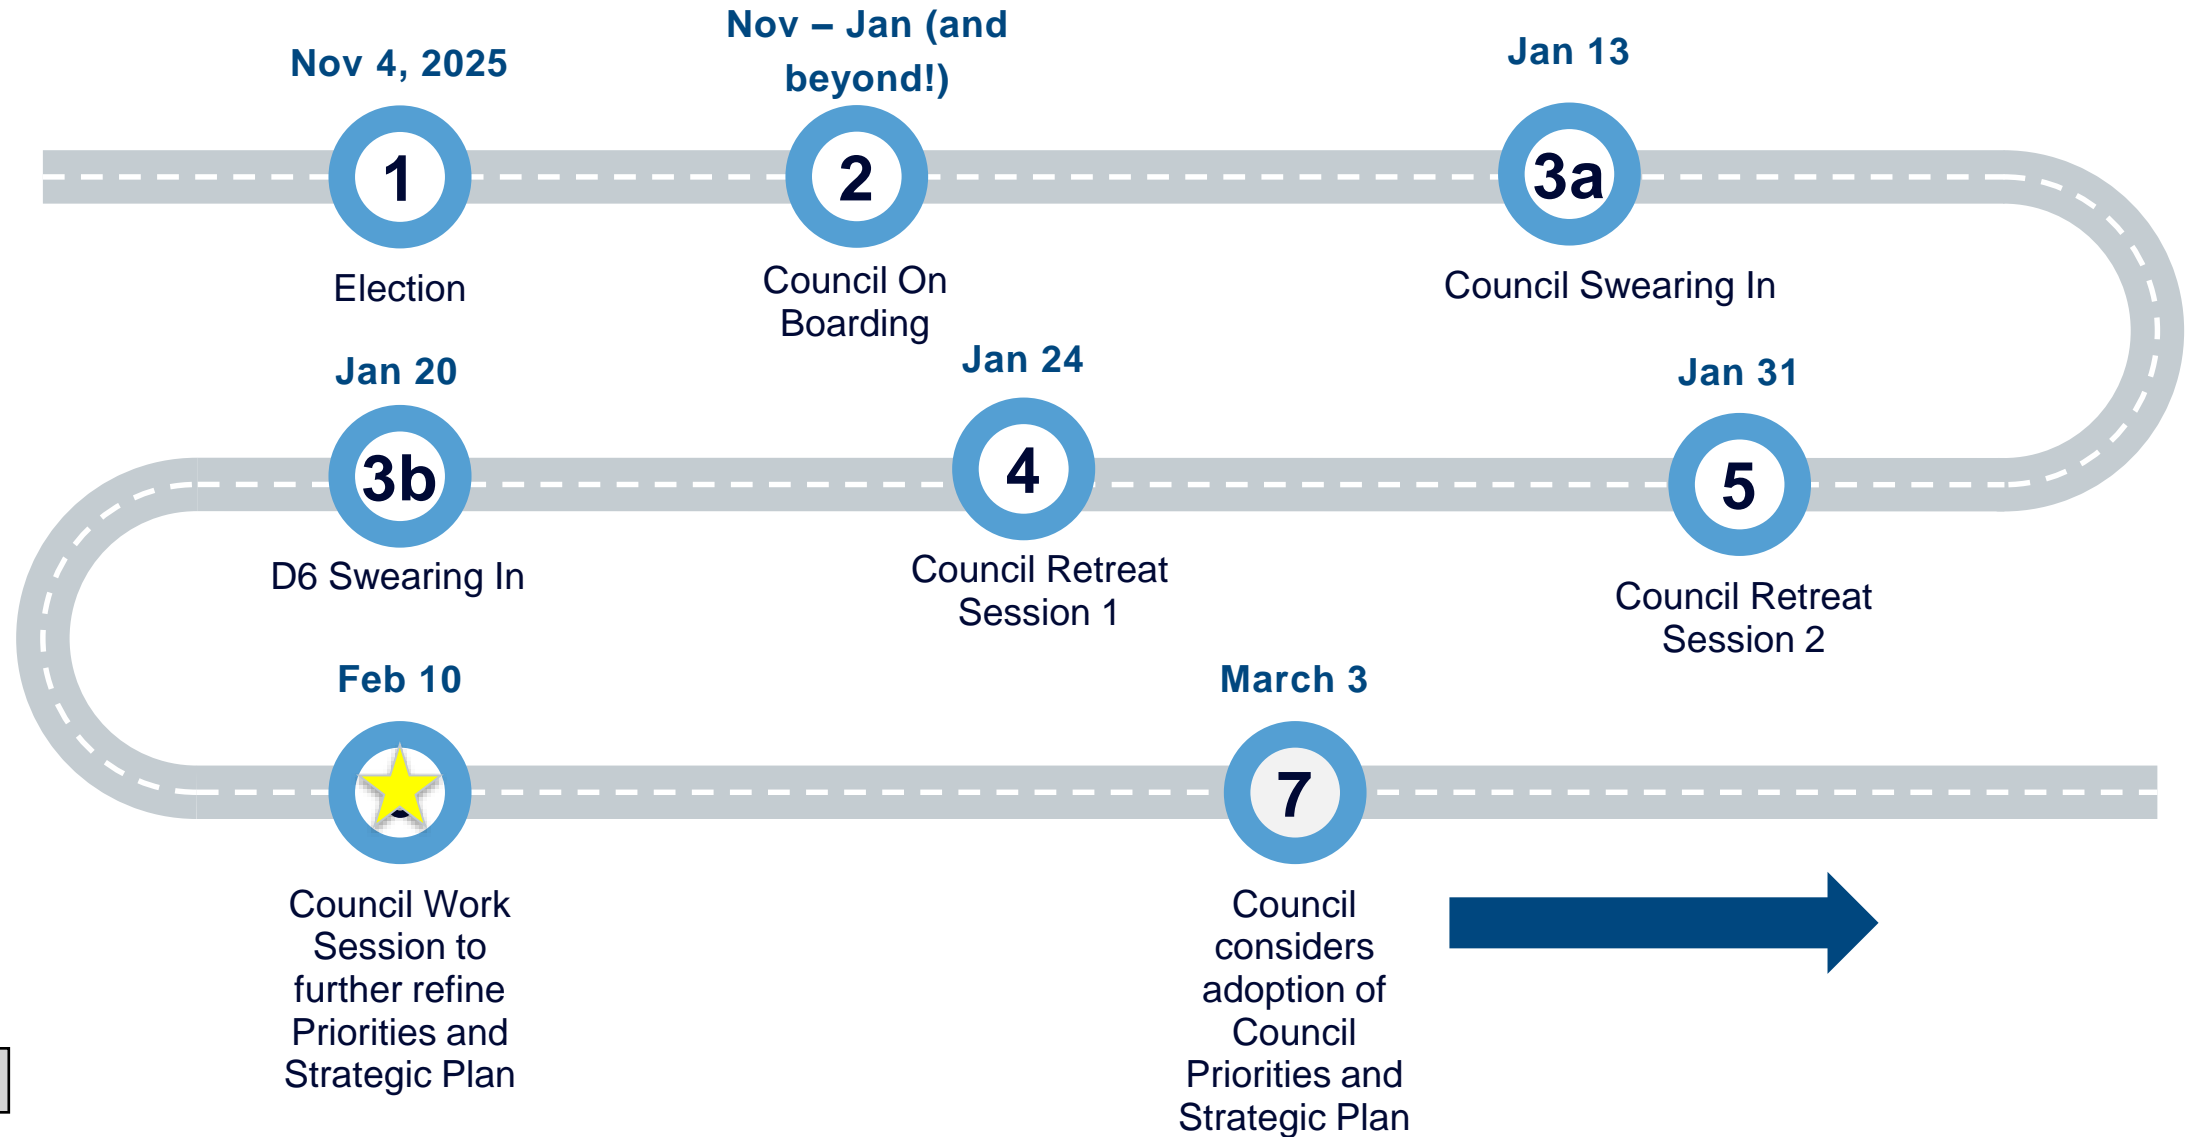 Nov 4, 2025
1
Election
Nov – Jan (and
beyond!)
2
Council On
Boarding
Jan 13
3a
Council Swearing In
Jan 20
3b
D6 Swearing In
Jan 24
4
Council Retreat
Session 1
Jan 31
5
Council Retreat
Session 2
Feb 10
Council Work
Session to
further refine
Priorities and
Strategic Plan
March 3
7
Council
considers
adoption of
Council
Priorities and
Strategic Plan